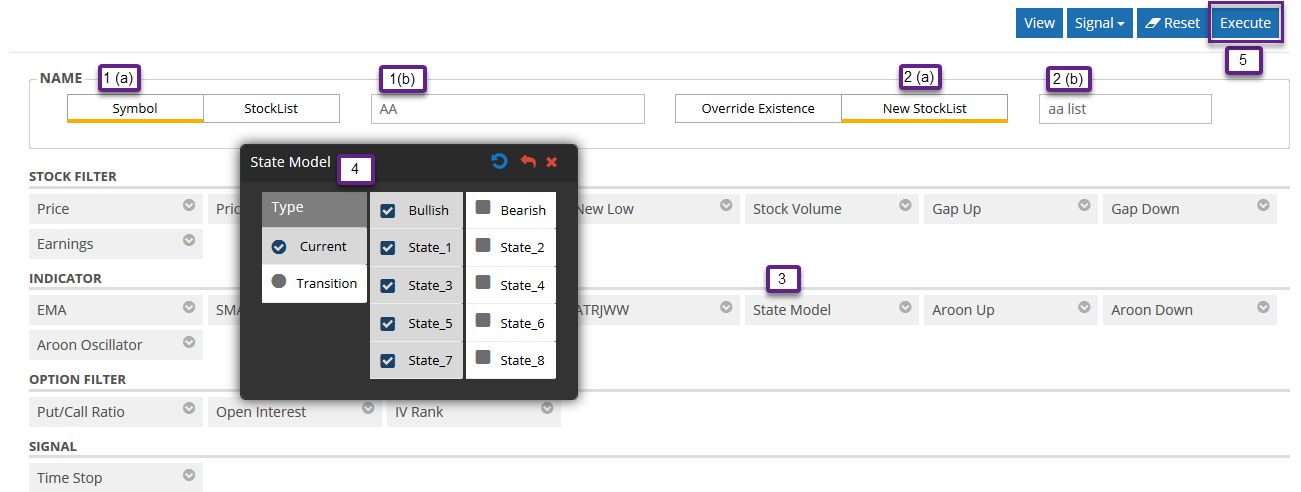 View Signal Reset Execute
5
NAME 1 (a) 1(b) 2 (a) 2 (b)
Symbol StockList AA Override Existence New StockList aa list
State Model 4
Type Bullish Bearish
Current State_1 State_2
Transition State_3 State_4
State_5 State_6
State_7 State_8
STOCK FILTER
Price New Low Stock Volume Gap Up Gap Down
Earnings
INDICATOR 3
EMA ATRJWW State Model Aroon Up Aroon Down
Aroon Oscillator
OPTION FILTER
Put/Call Ratio Open Interest IV Rank
SIGNAL
Time Stop